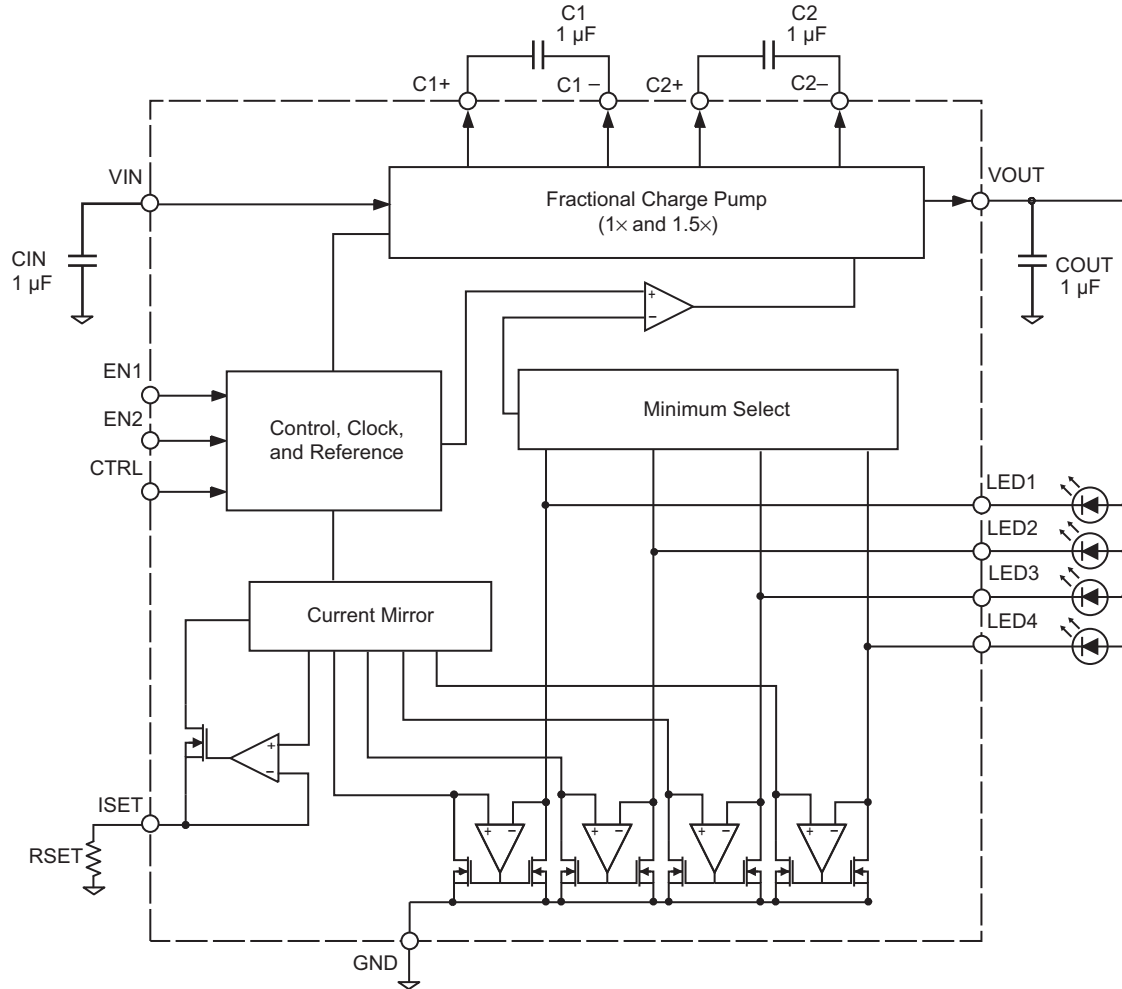 C1
1 µF
C2
1 µF
C1+
C1 –
C2+
C2–
VIN
VOUT
Fractional Charge Pump
(1× and 1.5×)
CIN
1 µF
COUT
1 µF
+
–
EN1
EN2
CTRL
Control, Clock,
and Reference
Minimum Select
LED1
LED2
LED3
LED4
Current Mirror
+
–
ISET
RSET
+ –
+ –
+ –
+ –
GND